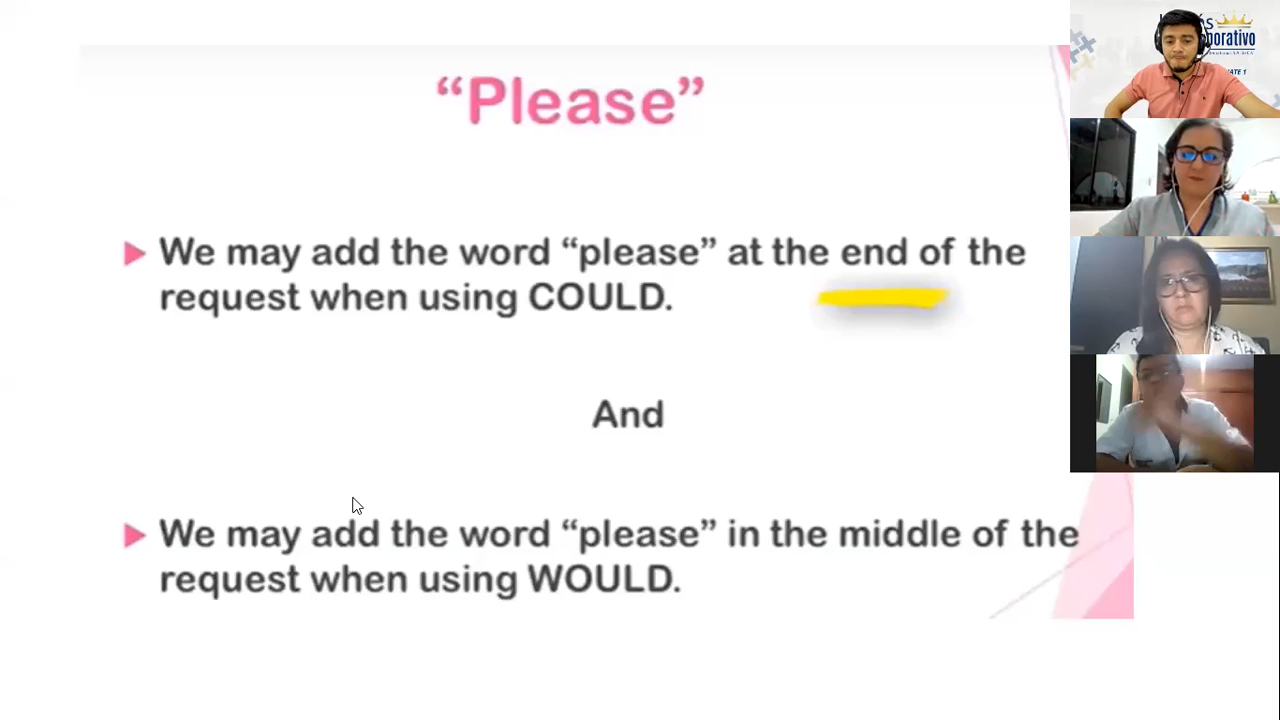 “Please”
We may add the word “please” at the end of the
request when using COULD.
And
We may add the word “please” in the middle of the
request when using WOULD.